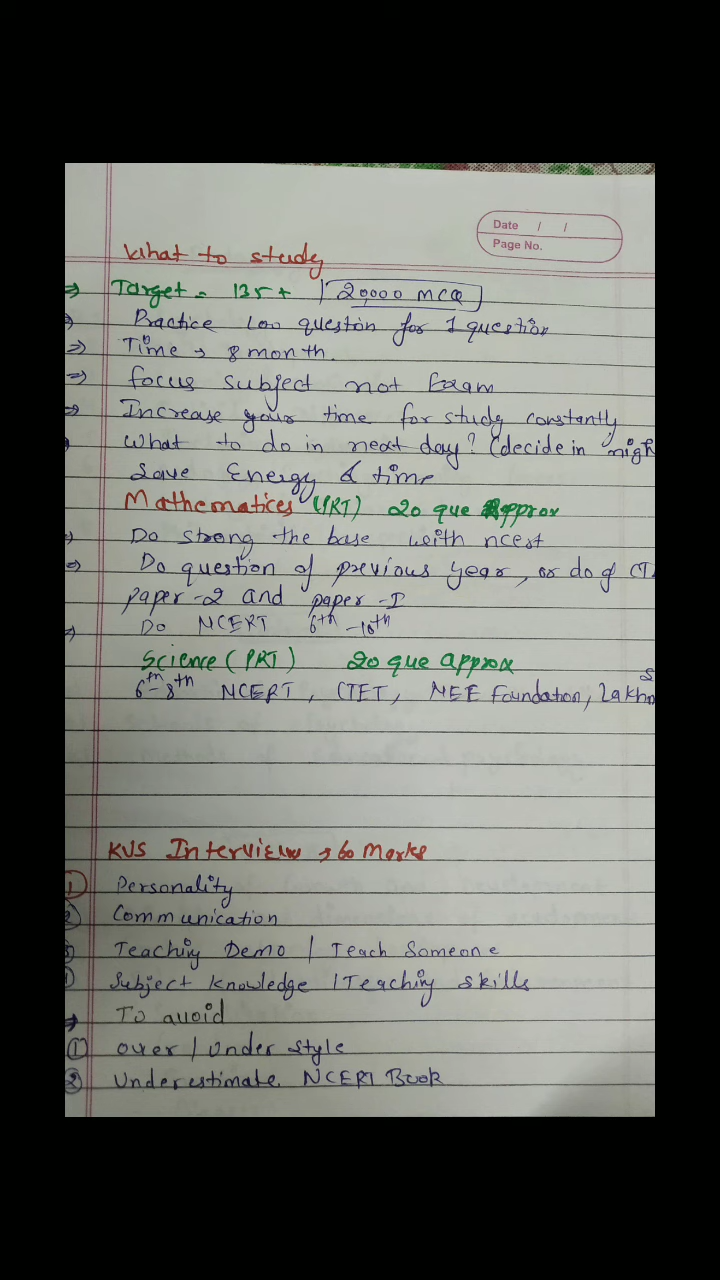 Date / /
Page No.
What to study
⇒ Target = 135+ | 20000 MCQ
⇒ Practice 100 question for 1 question
⇒ Time → 8 month.
⇒ focus subject not Exam
⇒ Increase your time for study constantly
What to do in next day? (decide in nigh
Save Energy & time
Mathematices (PRT) 20 que Approx
⇒ Do strong the base with ncert
⇒ Do question of previous year, or do of CT
paper-2 and paper-I
⇒ Do NCERT 6th-10th
Science (PRT) 20 que approx
6th-8th NCERT, CTET, NEE Foundation, Lakhm
KVS Interview → 60 Marks
① Personality
② Communication
③ Teaching Demo | Teach Someone
Subject knowledge | Teaching skills
→ To avoid
① over / Under style
② Underestimate NCERT Book